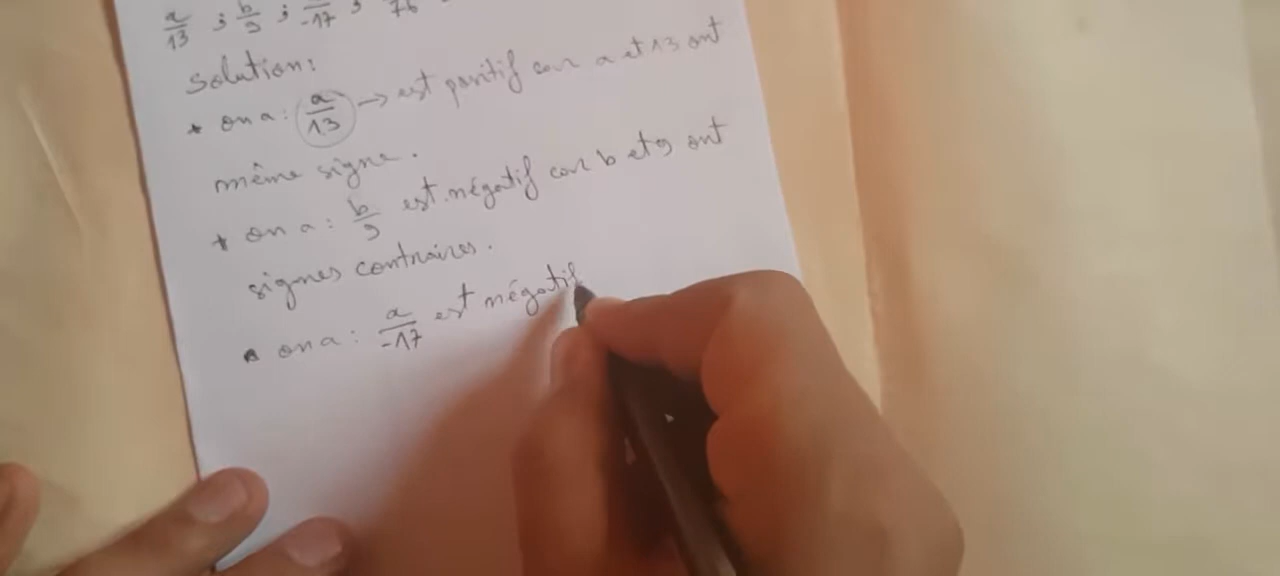 a/13 ; b/9 ; /-17 ;
Solution:
* on a : a/13 → est positif car a et 13 ont
même signe .
* on a : b/9 est négatif car b et 9 ont
signes contraires .
* on a : a/-17 est négatif